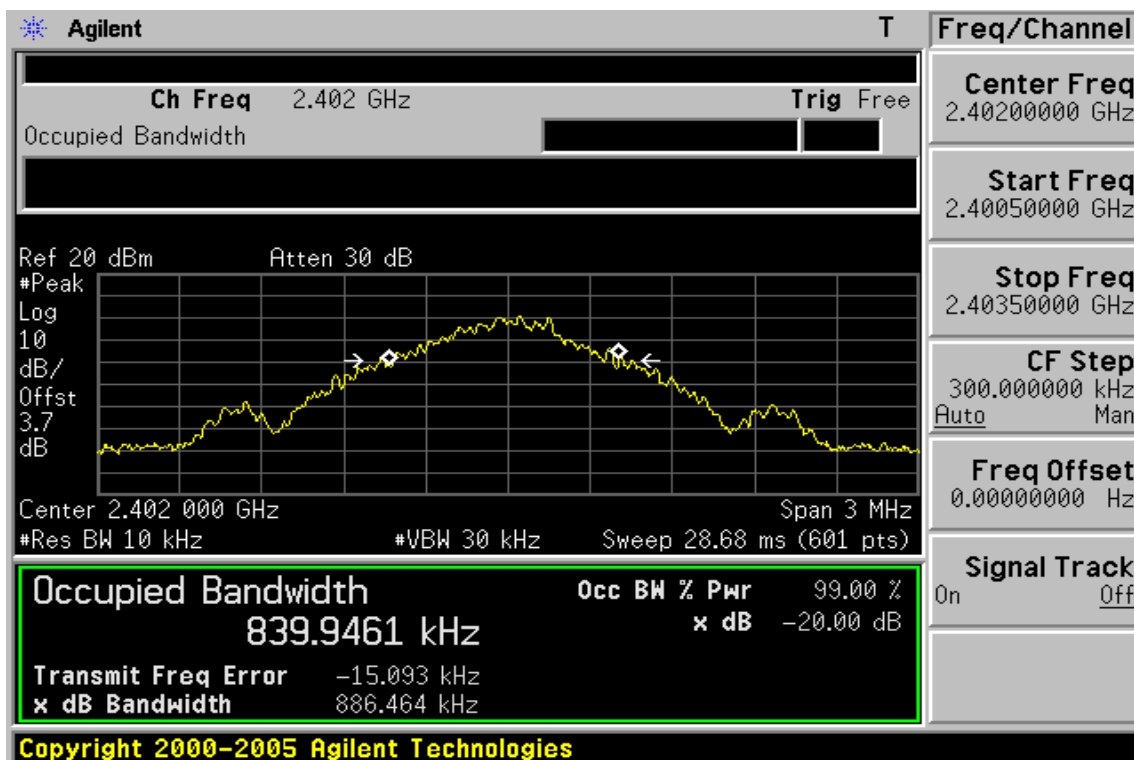 Agilent T
Ch Freq 2.402 GHz Trig Free
Occupied Bandwidth
Ref 20 dBm Atten 30 dB
#Peak
Log
10
dB/
Offst
3.7
dB
Center 2.402 000 GHz Span 3 MHz
#Res BW 10 kHz #VBW 30 kHz Sweep 28.68 ms (601 pts)
Occupied Bandwidth Occ BW % Pwr 99.00 %
839.9461 kHz x dB -20.00 dB
Transmit Freq Error -15.093 kHz
x dB Bandwidth 886.464 kHz
Copyright 2000-2005 Agilent Technologies
Freq/Channel
Center Freq
2.40200000 GHz
Start Freq
2.40050000 GHz
Stop Freq
2.40350000 GHz
CF Step
300.000000 kHz
Auto Man
Freq Offset
0.00000000 Hz
Signal Track
On Off